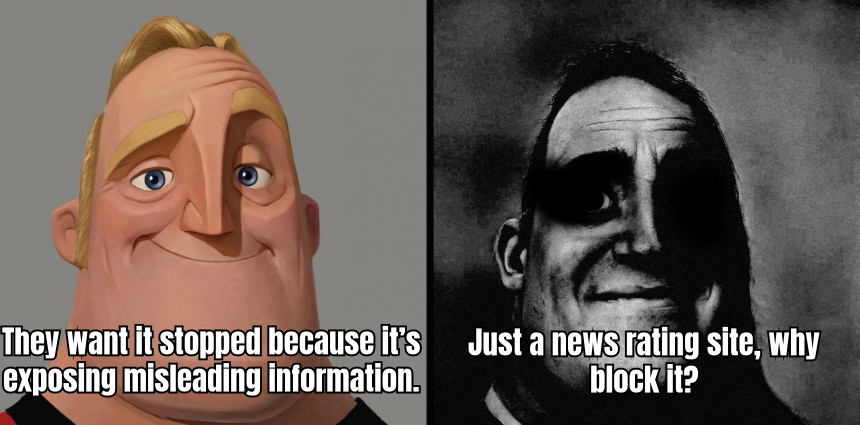 They want it stopped because it’s
exposing misleading information.
Just a news rating site, why
block it?